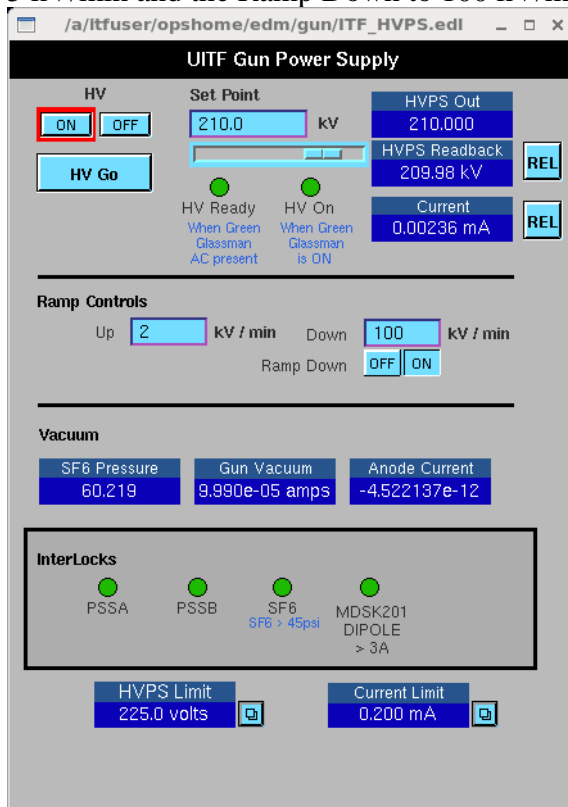 /a/itfuser/opshome/edm/gun/ITF_HVPS.edl
UITF Gun Power Supply
HV
ON OFF
HV Go
Set Point
210.0 kV
HV Ready
When Green
Glassman
AC present
HV On
When Green
Glassman
is ON
HVPS Out
210.000
HVPS Readback
209.98 kV
REL
Current
0.00236 mA
REL
Ramp Controls
Up 2 kV / min Down 100 kV / min
Ramp Down OFF ON
Vacuum
SF6 Pressure
60.219
Gun Vacuum
9.990e-05 amps
Anode Current
-4.522137e-12
InterLocks
PSSA
PSSB
SF6
SF6 > 45psi
MDSK201
DIPOLE
> 3A
HVPS Limit
225.0 volts
Current Limit
0.200 mA